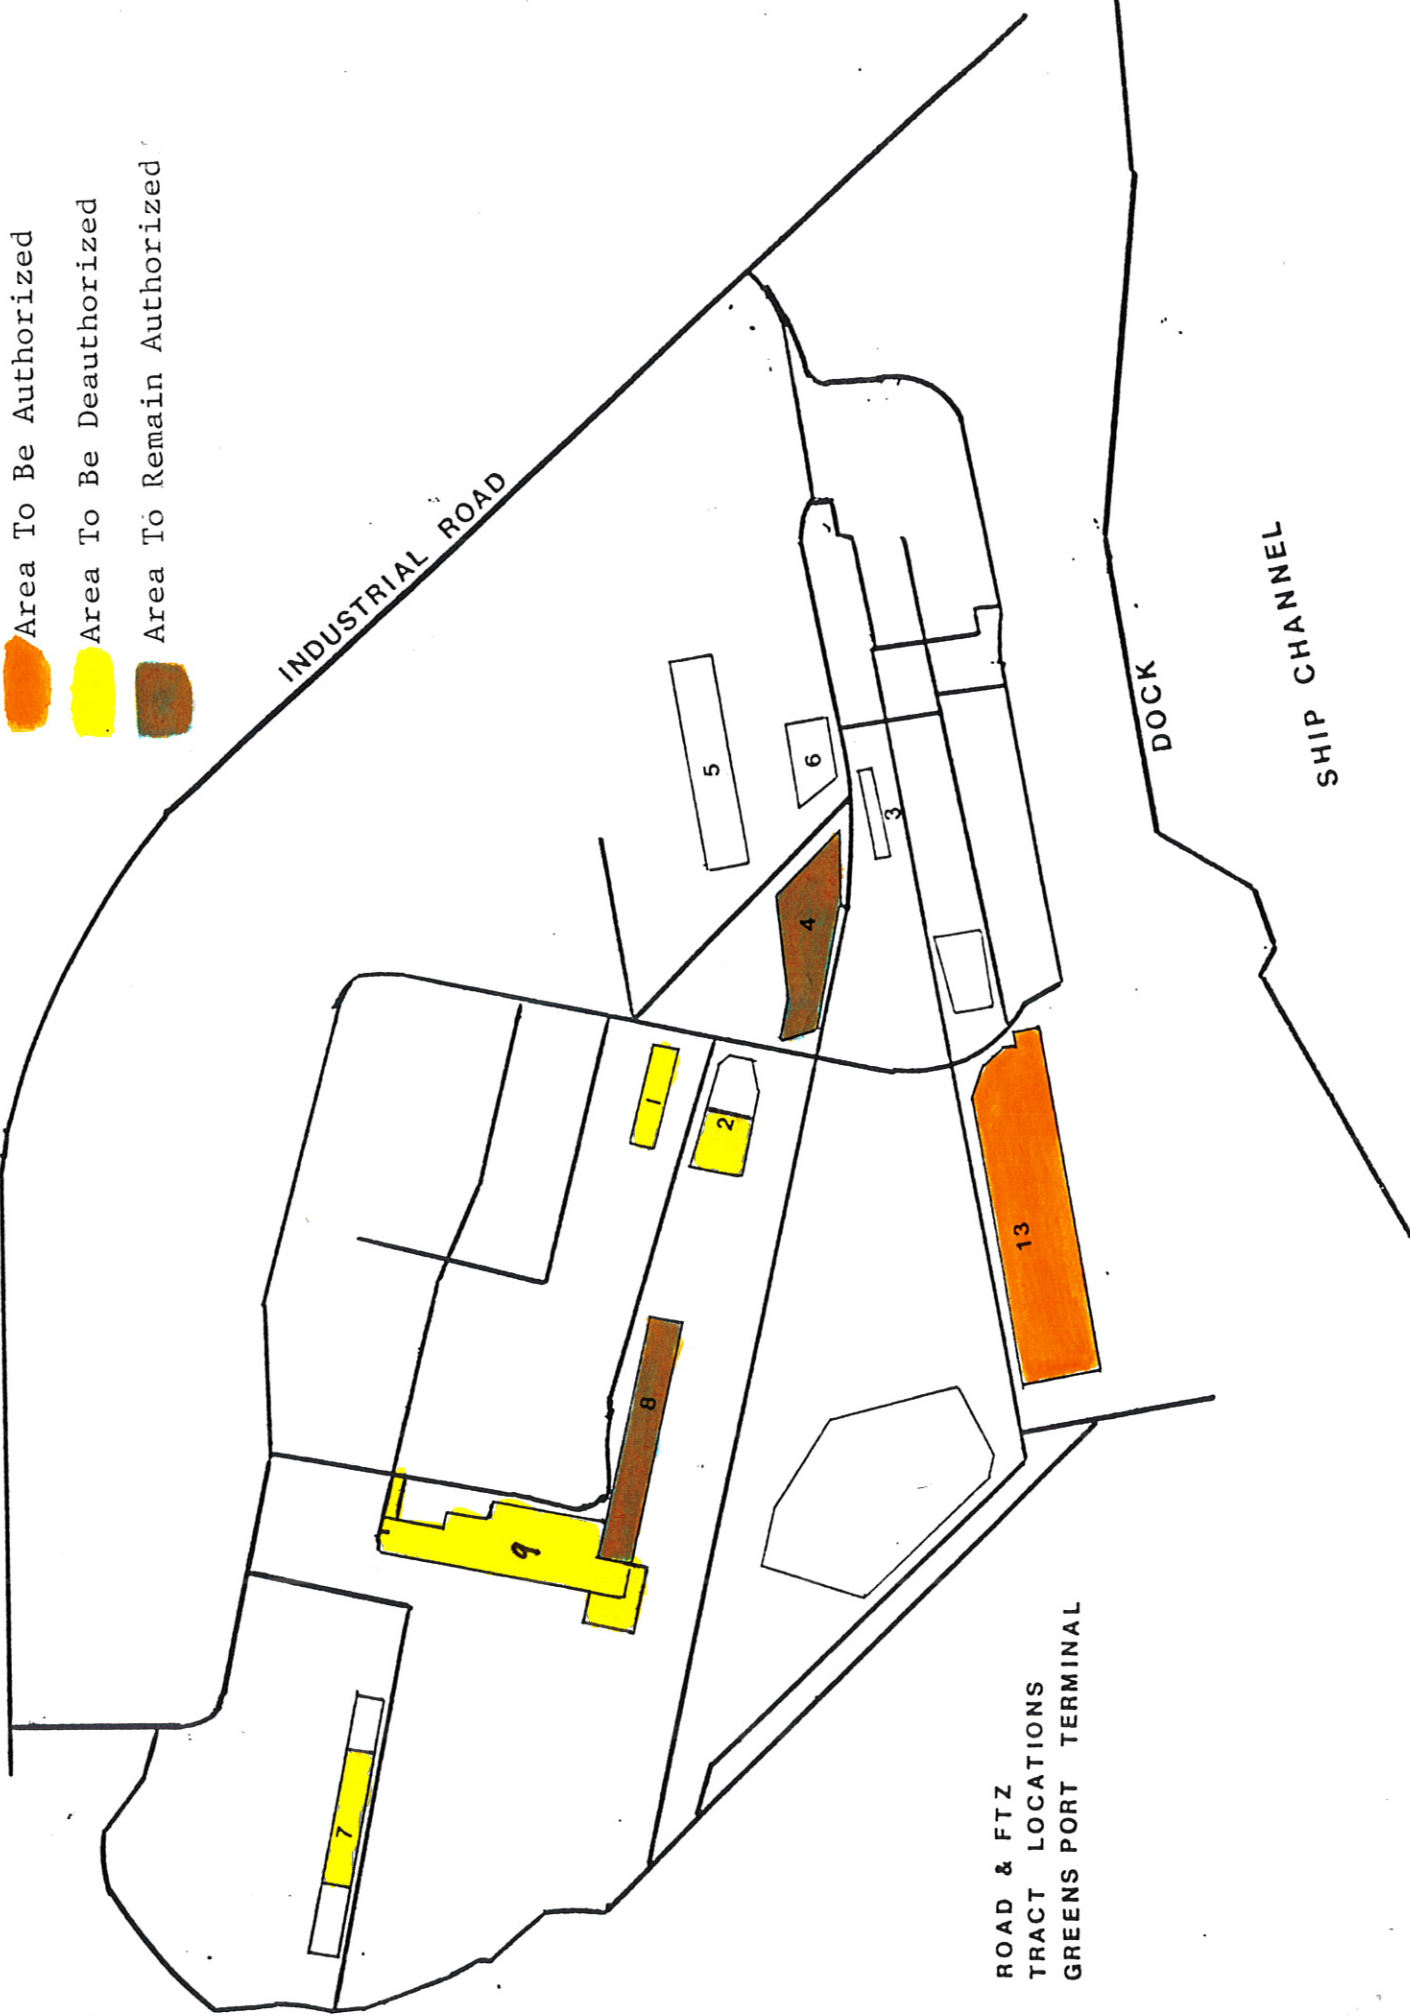 Area To Be Authorized
Area To Be Deauthorized
Area To Remain Authorized
INDUSTRIAL ROAD
5
6
3
4
1
2
13
8
9
7
DOCK
SHIP CHANNEL
ROAD & FTZ
TRACT LOCATIONS
GREENS PORT TERMINAL